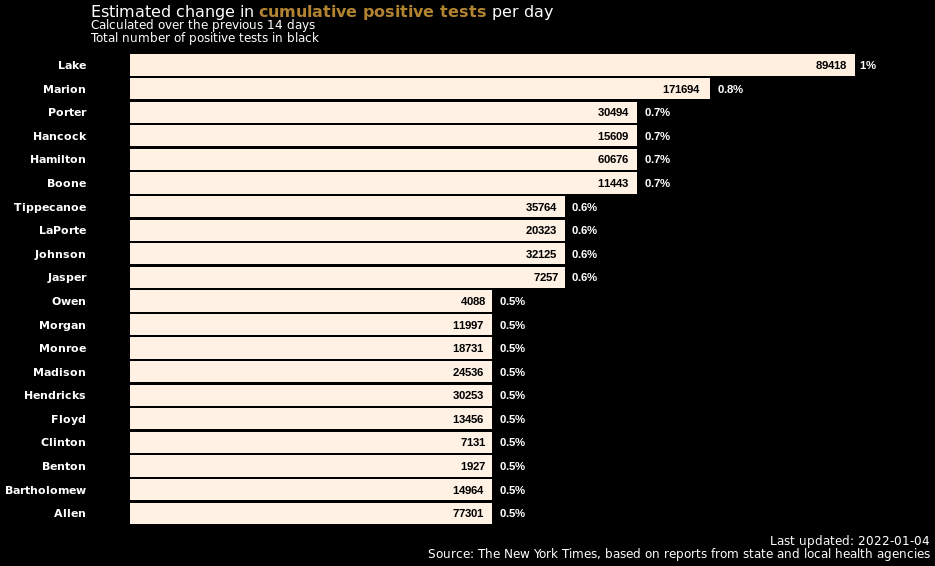 Estimated change in cumulative positive tests per day
Calculated over the previous 14 days
Total number of positive tests in black
Lake 89418 1%
Marion 171694 0.8%
Porter 30494 0.7%
Hancock 15609 0.7%
Hamilton 60676 0.7%
Boone 11443 0.7%
Tippecanoe 35764 0.6%
LaPorte 20323 0.6%
Johnson 32125 0.6%
Jasper 7257 0.6%
Owen 4088 0.5%
Morgan 11997 0.5%
Monroe 18731 0.5%
Madison 24536 0.5%
Hendricks 30253 0.5%
Floyd 13456 0.5%
Clinton 7131 0.5%
Benton 1927 0.5%
Bartholomew 14964 0.5%
Allen 77301 0.5%
Last updated: 2022-01-04
Source: The New York Times, based on reports from state and local health agencies